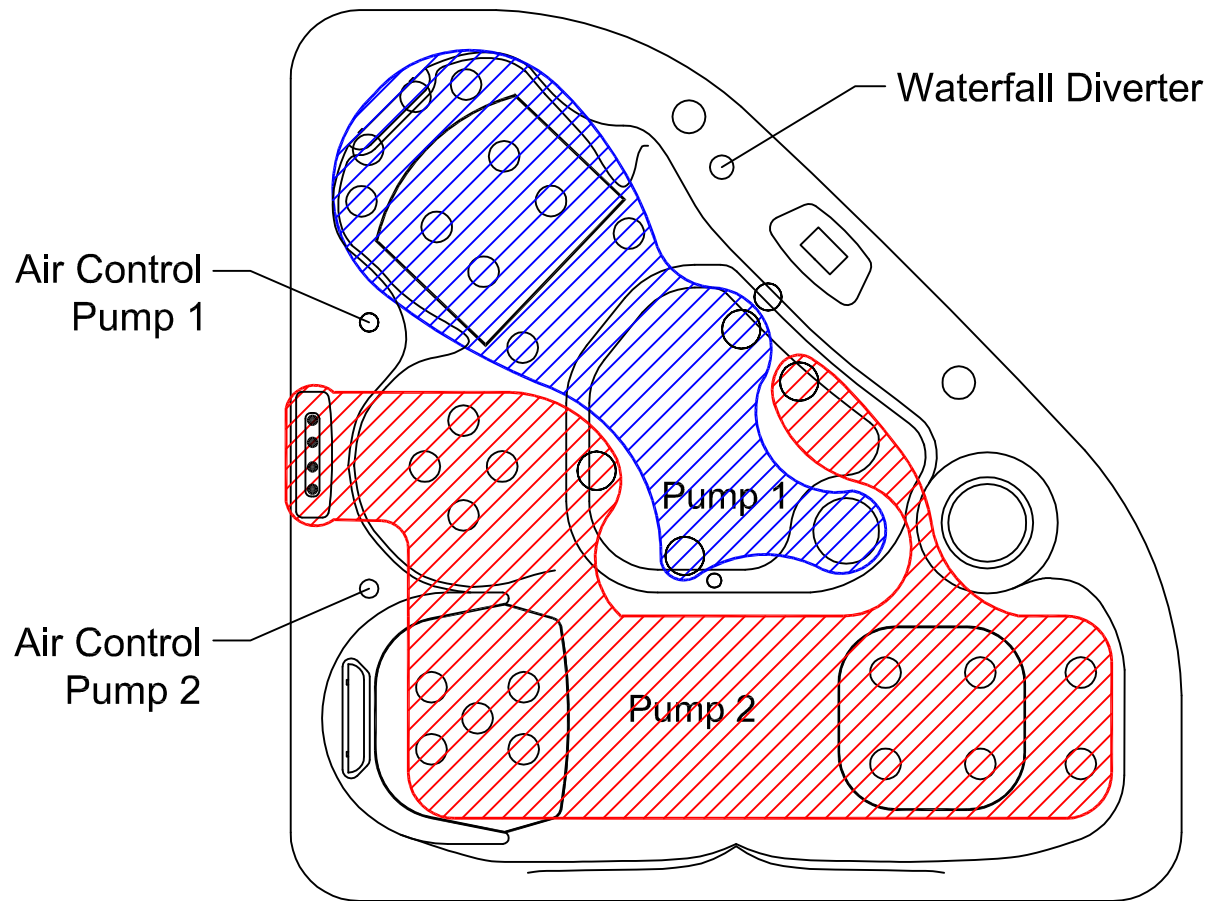 Waterfall Diverter
Air Control
Pump 1
Pump 1
Air Control
Pump 2
Pump 2